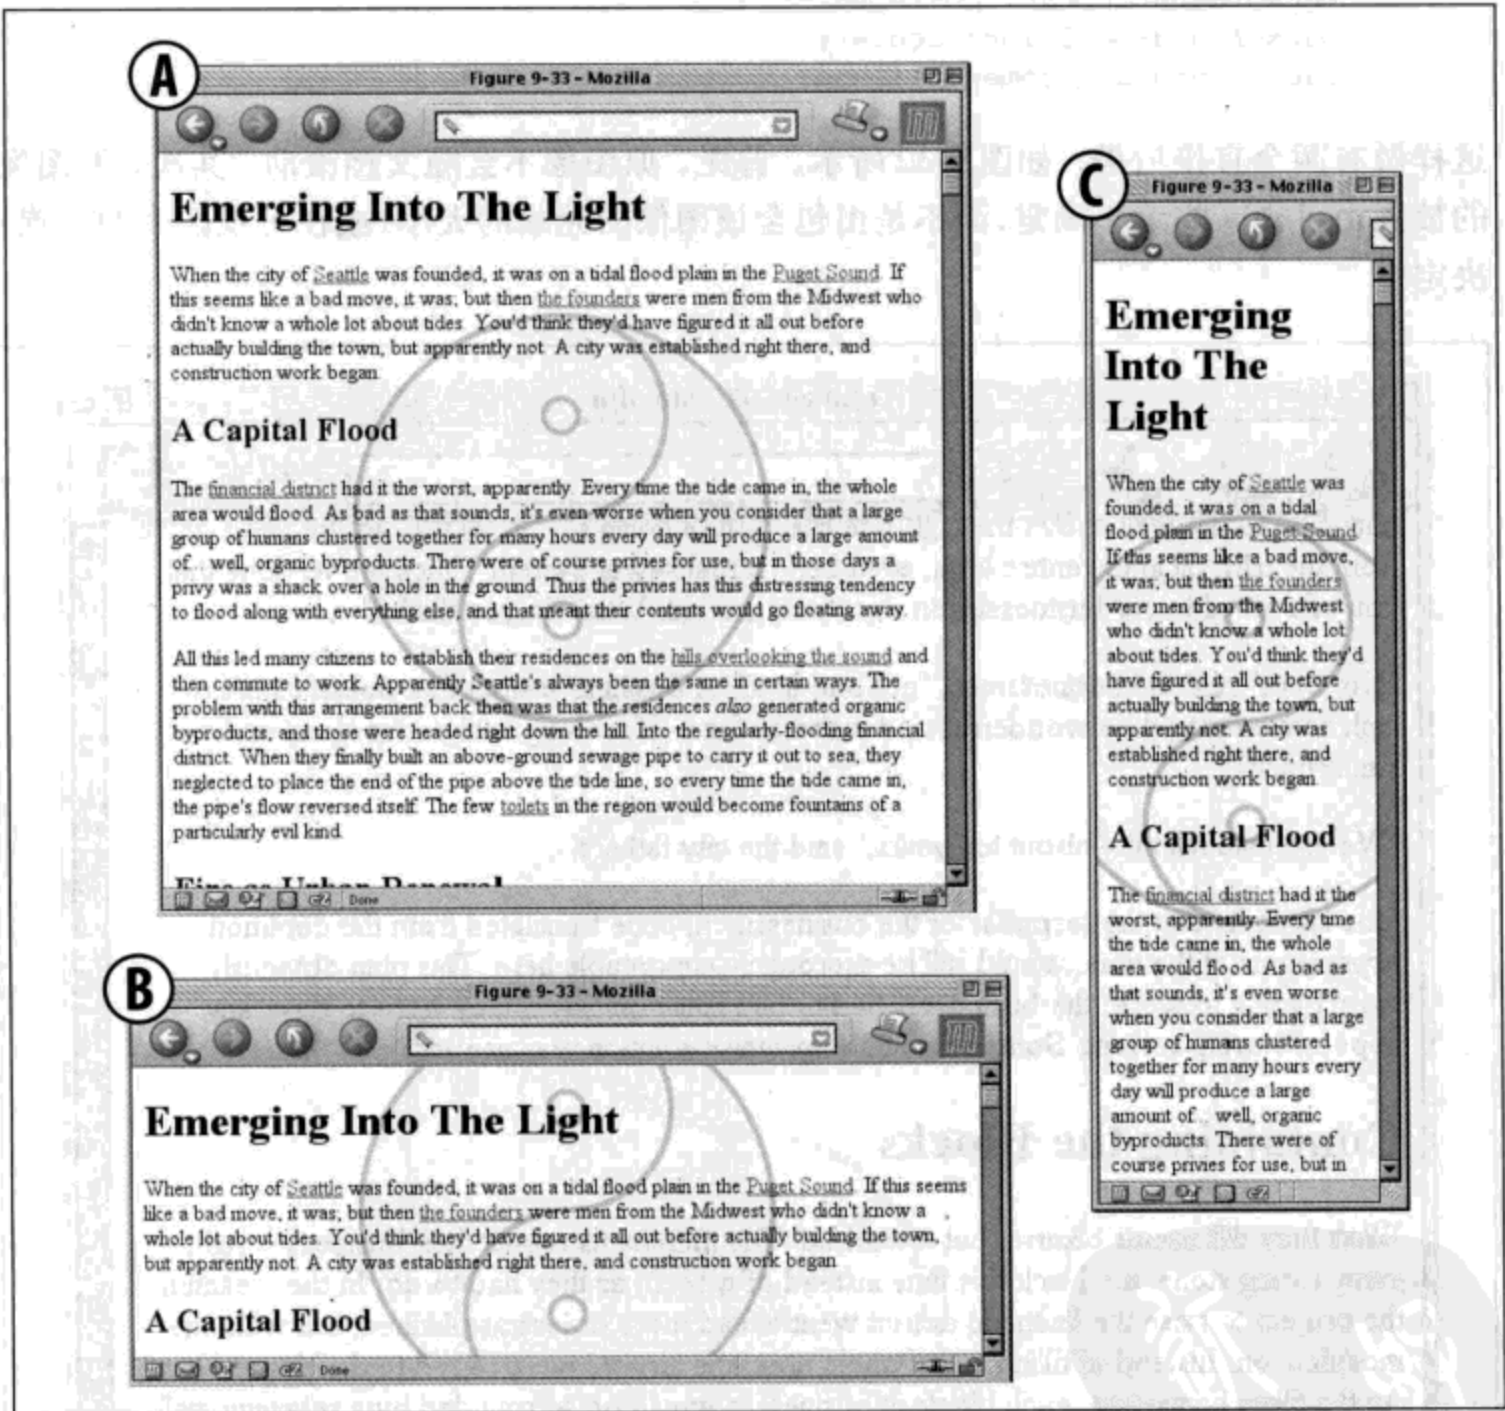 A
Figure 9-33 - Mozilla
Emerging Into The Light
When the city of Seattle was founded, it was on a tidal flood plain in the Puget Sound. If
this seems like a bad move, it was; but then the founders were men from the Midwest who
didn't know a whole lot about tides. You'd think they'd have figured it all out before
actually building the town, but apparently not. A city was established right there, and
construction work began.
A Capital Flood
The financial district had it the worst, apparently. Every time the tide came in, the whole
area would flood. As bad as that sounds, it's even worse when you consider that a large
group of humans clustered together for many hours every day will produce a large amount
of... well, organic byproducts. There were of course privies for use, but in those days a
privy was a shack over a hole in the ground. Thus the privies has this distressing tendency
to flood along with everything else, and that meant their contents would go floating away.
All this led many citizens to establish their residences on the hills overlooking the sound and
then commute to work. Apparently Seattle's always been the same in certain ways. The
problem with this arrangement back then was that the residences also generated organic
byproducts, and those were headed right down the hill. Into the regularly-flooding financial
district. When they finally built an above-ground sewage pipe to carry it out to sea, they
neglected to place the end of the pipe above the tide line, so every time the tide came in,
the pipe's flow reversed itself. The few toilets in the region would become fountains of a
particularly evil kind.
Fire as Urban Renewal
Done
B
Figure 9-33 - Mozilla
Emerging Into The Light
When the city of Seattle was founded, it was on a tidal flood plain in the Puget Sound. If this seems
like a bad move, it was; but then the founders were men from the Midwest who didn't know a
whole lot about tides. You'd think they'd have figured it all out before actually building the town,
but apparently not. A city was established right there, and construction work began.
A Capital Flood
Done
C
Figure 9-33 - Mozilla
Emerging
Into The
Light
When the city of Seattle was
founded, it was on a tidal
flood plain in the Puget Sound.
If this seems like a bad move,
it was; but then the founders
were men from the Midwest
who didn't know a whole lot
about tides. You'd think they'd
have figured it all out before
actually building the town, but
apparently not. A city was
established right there, and
construction work began.
A Capital Flood
The financial district had it the
worst, apparently. Every time
the tide came in, the whole
area would flood. As bad as
that sounds, it's even worse
when you consider that a large
group of humans clustered
together for many hours every
day will produce a large
amount of... well, organic
byproducts. There were of
course privies for use, but in